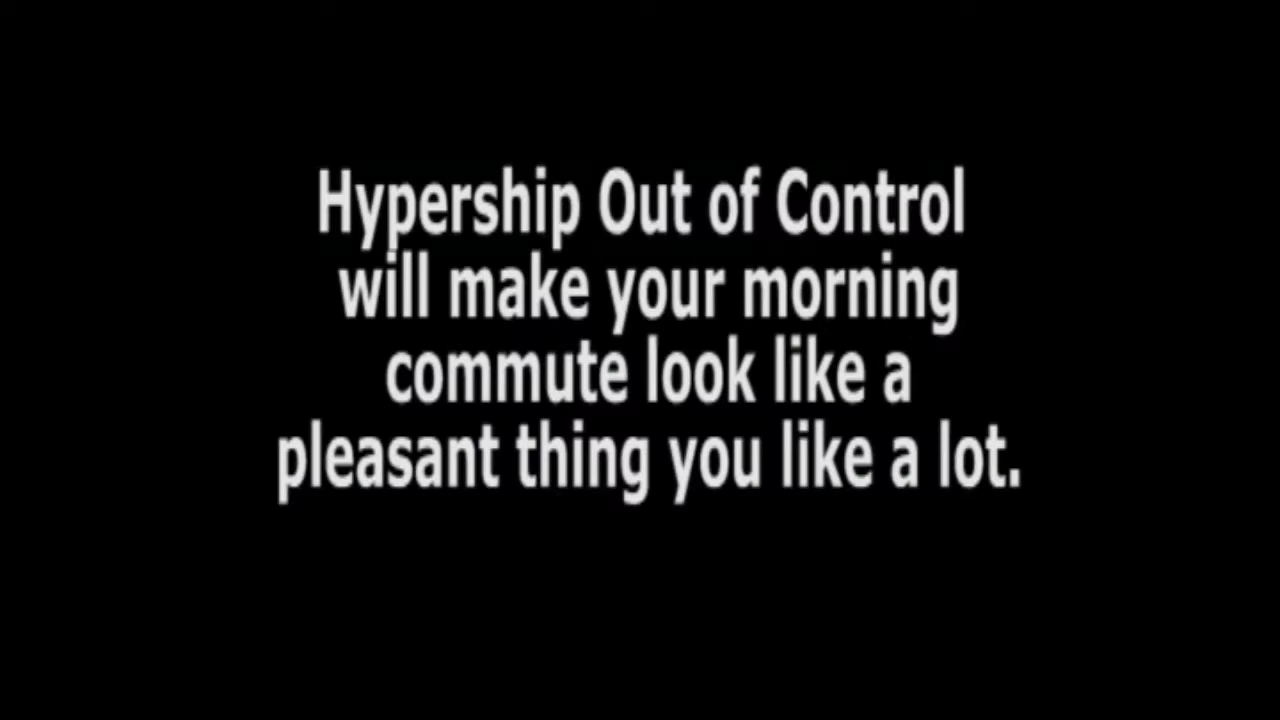 Hypership Out of Control
will make your morning
commute look like a
pleasant thing you like a lot.